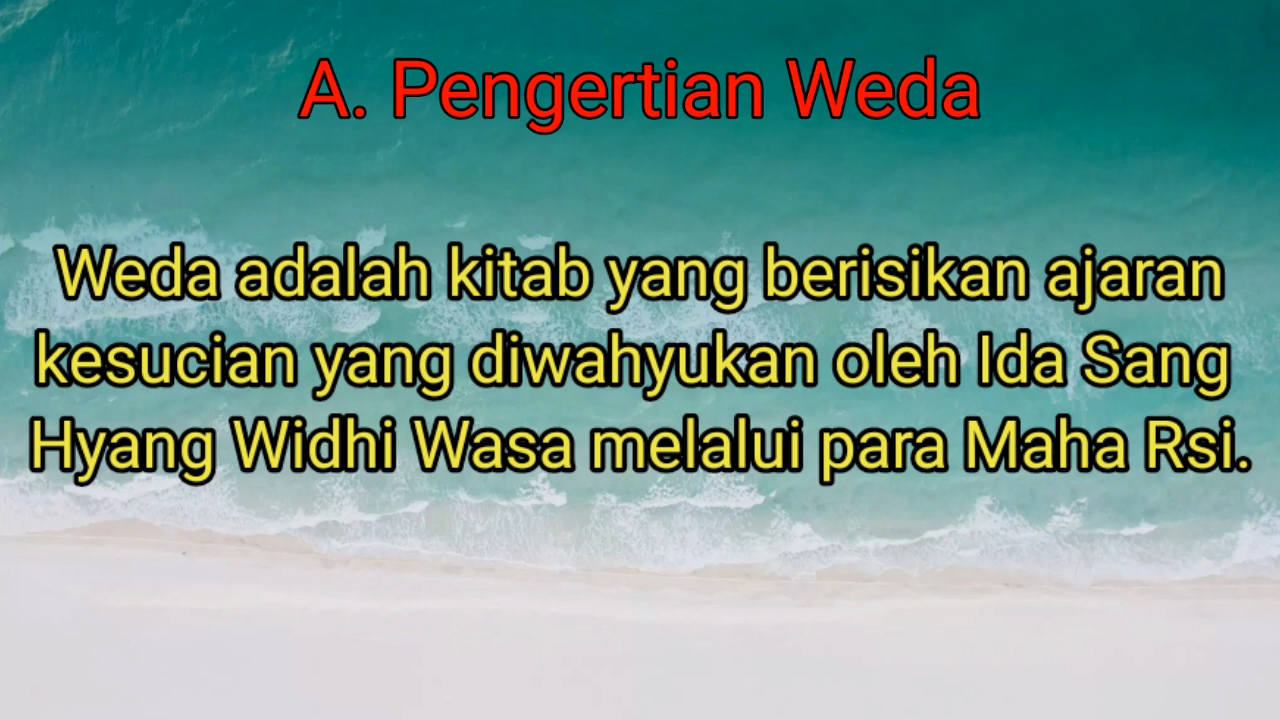 A. Pengertian Weda
Weda adalah kitab yang berisikan ajaran
kesucian yang diwahyukan oleh Ida Sang
Hyang Widhi Wasa melalui para Maha Rsi.